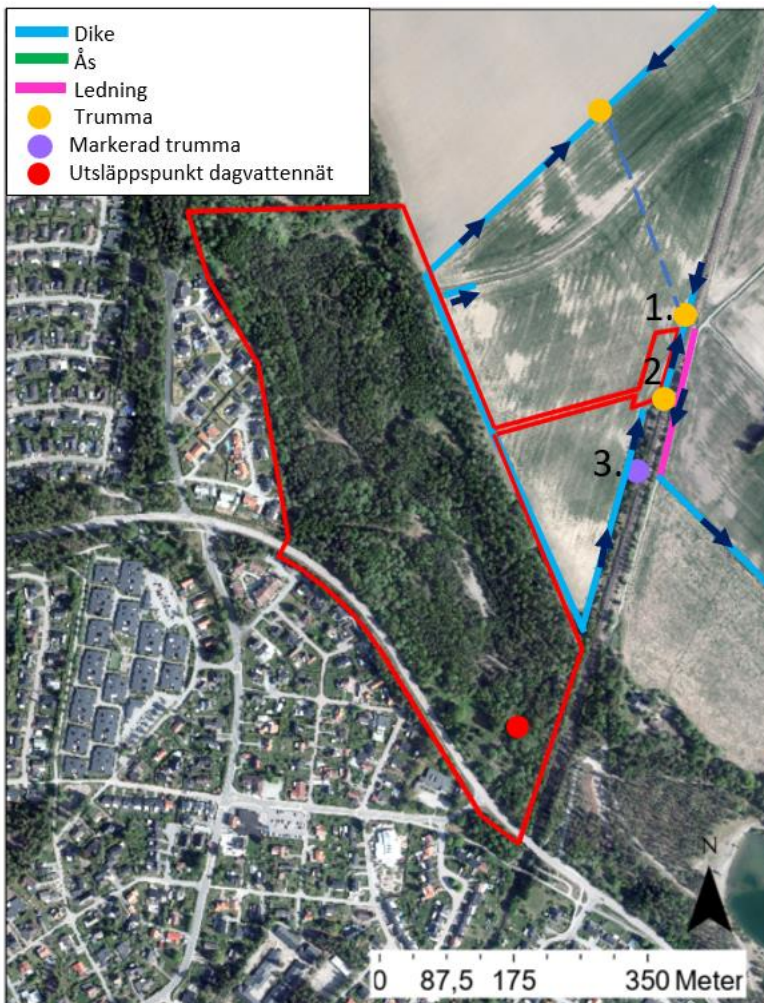 Dike
Ås
Ledning
Trumma
Markerad trumma
Utsläppspunkt dagvattennät
1.
2
3.
N
0 87,5 175 350 Meter